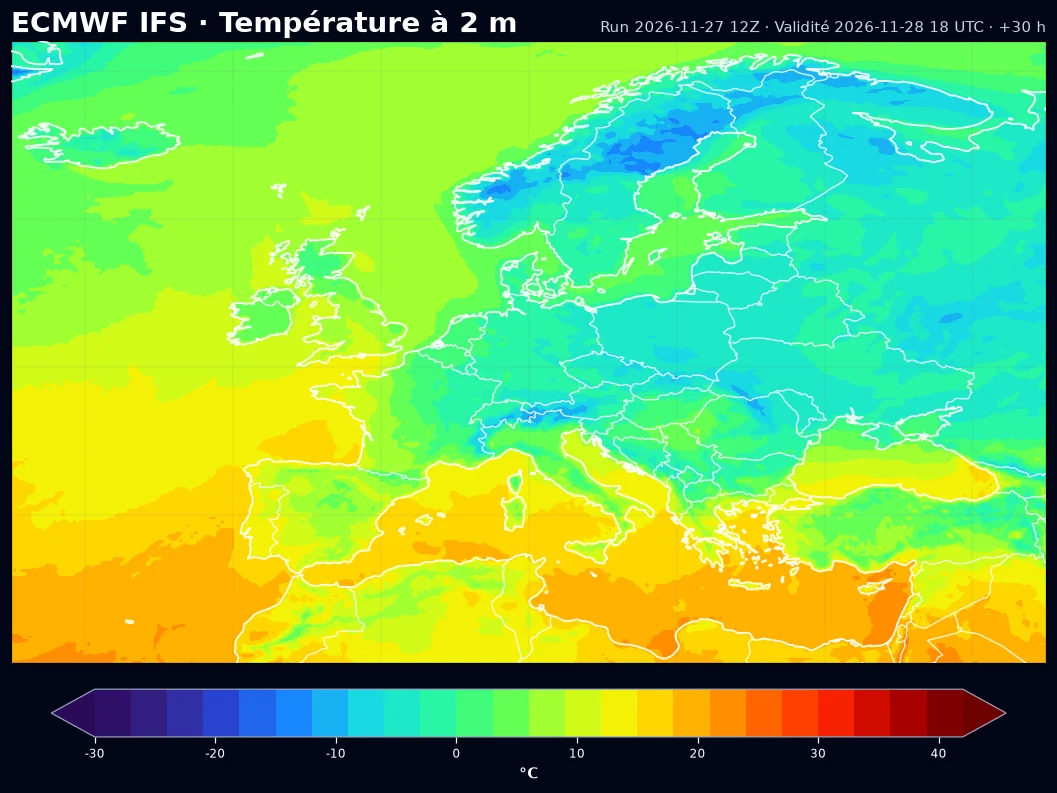 ECMWF IFS · Température à 2 m
Run 2026-11-27 12Z · Validité 2026-11-28 18 UTC · +30 h
-30 -20 -10 0 10 20 30 40
°C